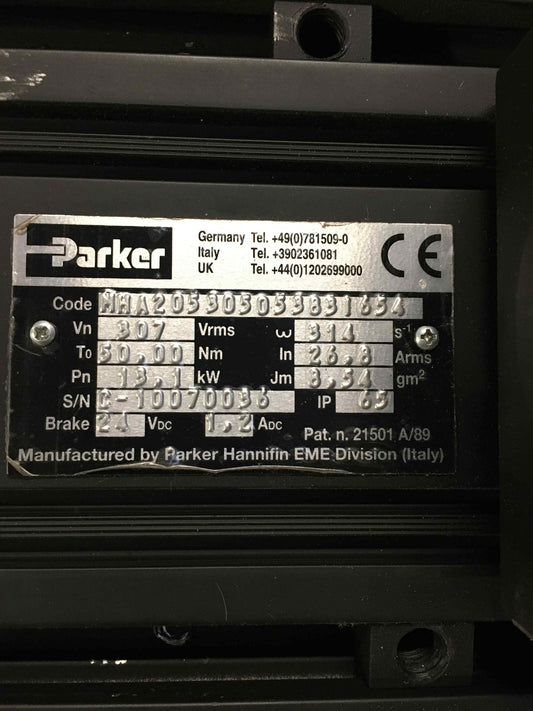 Parker
Germany Tel. +49(0)781509-0
Italy Tel. +3902361081
UK Tel. +44(0)1202699000
CE
Code MHA205305053831654
Vn 307 Vrms ω 314 s⁻¹
To 50,00 Nm In 26,8 Arms
Pn 13,1 kW Jm 8,54 gm²
S/N C-10070036 IP 65
Brake 24 VDC 1,2 ADC Pat. n. 21501 A/89
Manufactured by Parker Hannifin EME Division (Italy)